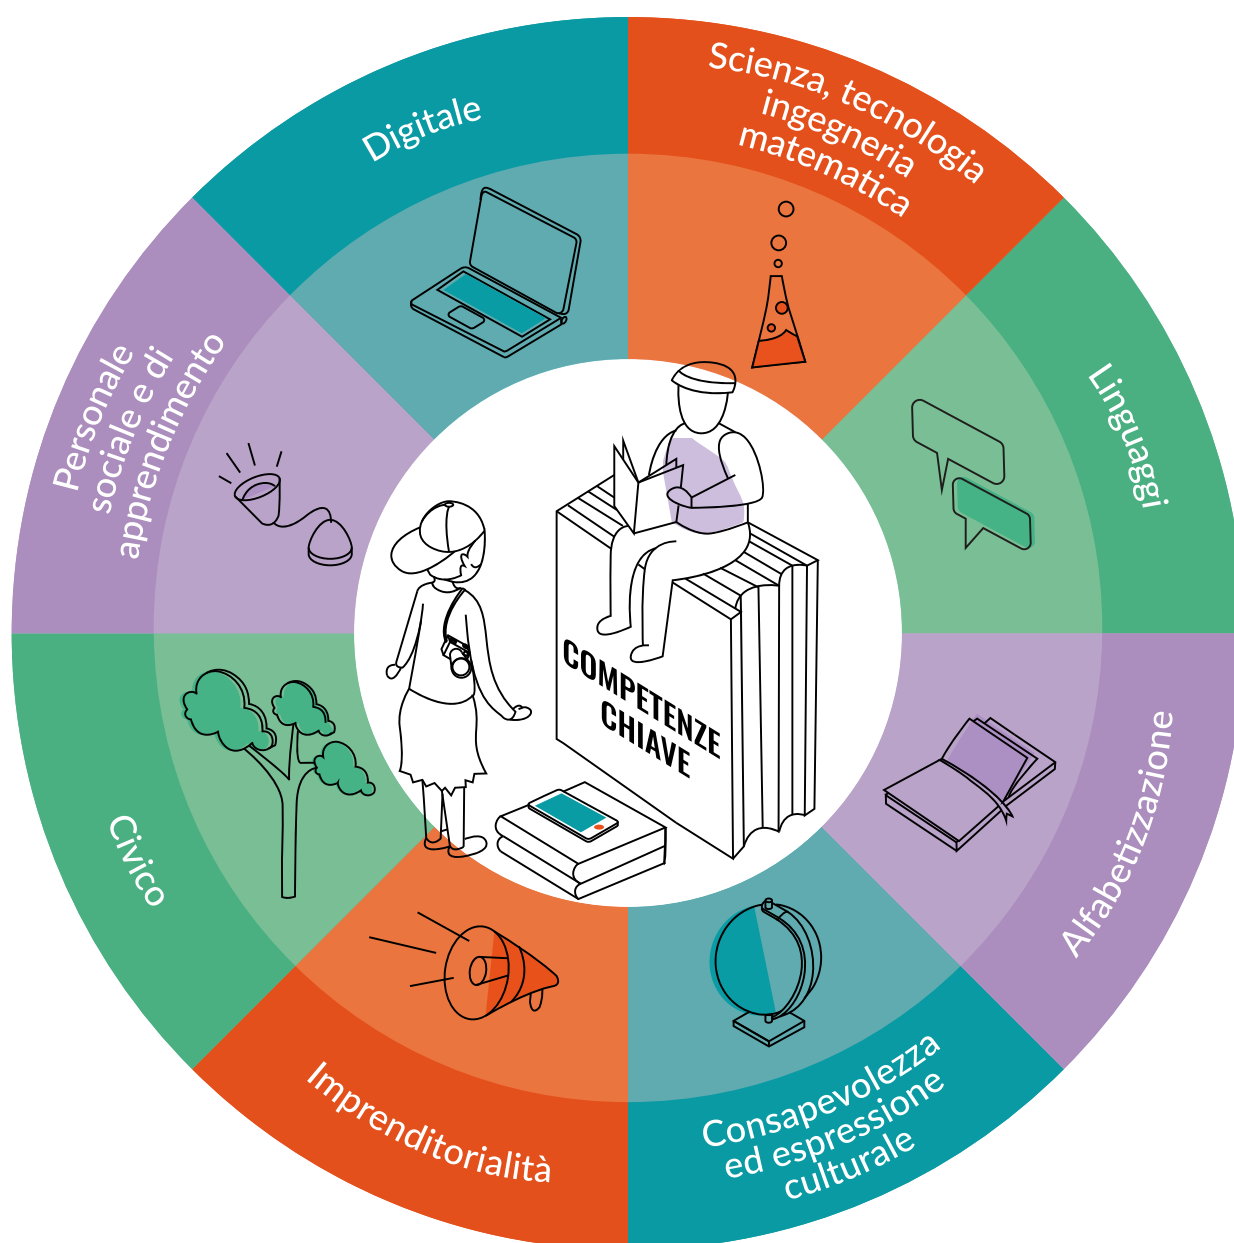 Digitale
Scienza, tecnologia
ingegneria
matematica
Linguaggi
Alfabetizzazione
Consapevolezza
ed espressione
culturale
Imprenditorialità
Civico
Personale
sociale e di
apprendimento
COMPETENZE
CHIAVE